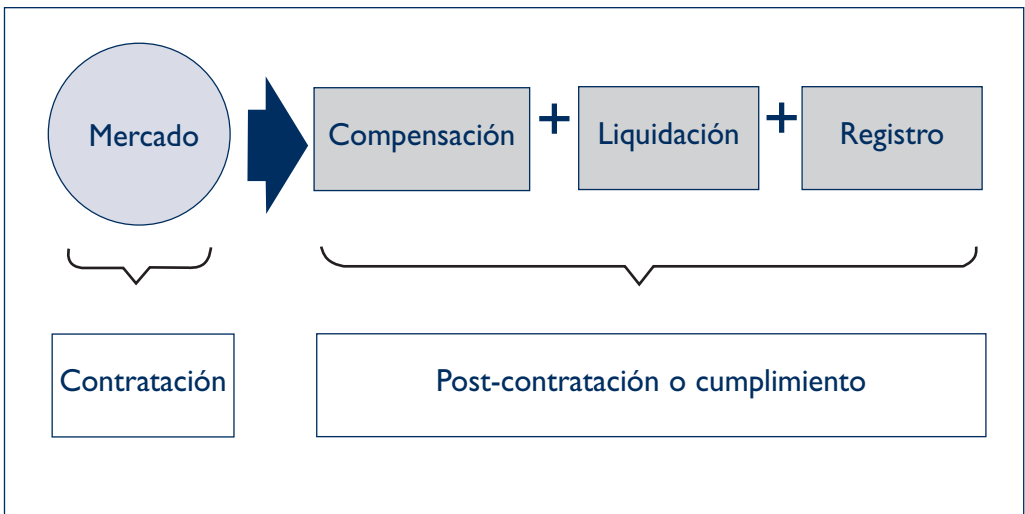 Mercado
Compensación
+
Liquidación
+
Registro
Contratación
Post-contratación o cumplimiento